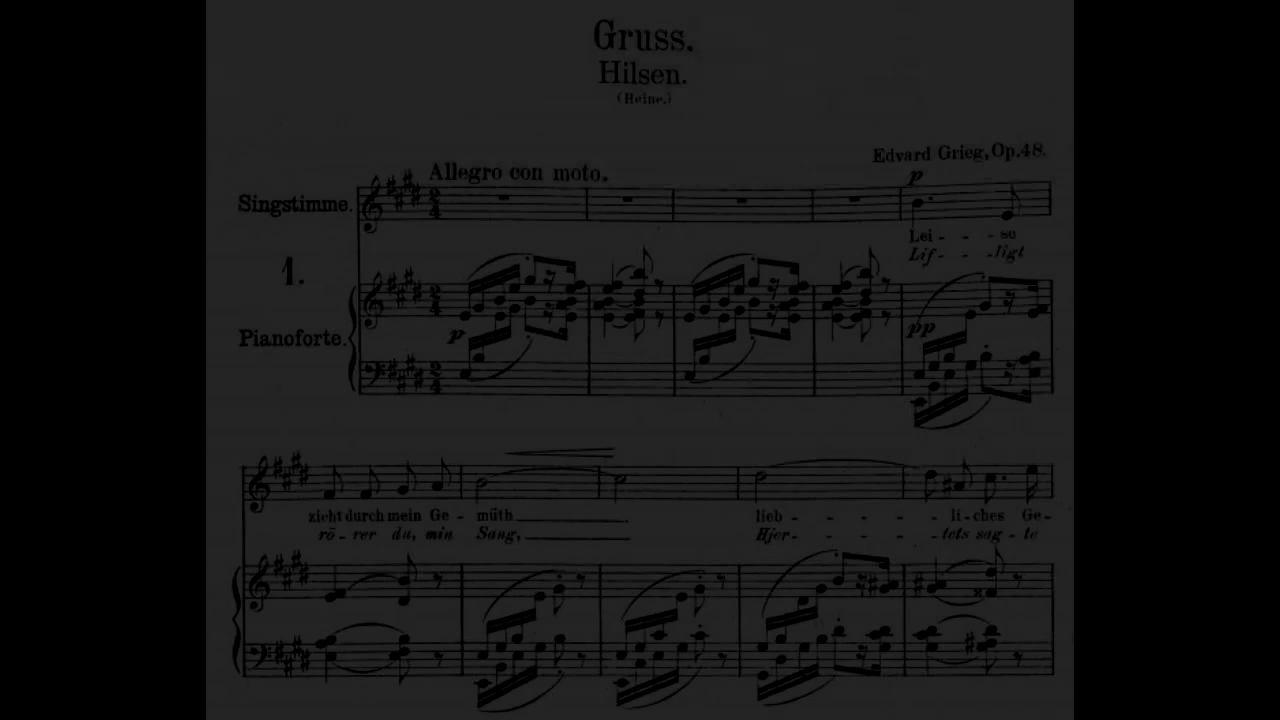 Gruss.
Hilsen.
(Heine.)
Edvard Grieg, Op. 48.
Allegro con moto.
p
Singstimme.
Lei - - - se
Lif - - - ligt
1.
Pianoforte.
p
pp
zieht durch mein Ge - müth lieb - - - - - li - ches Ge -
rö - rer du, min Sang, Hjer - - - - - tets sag - te